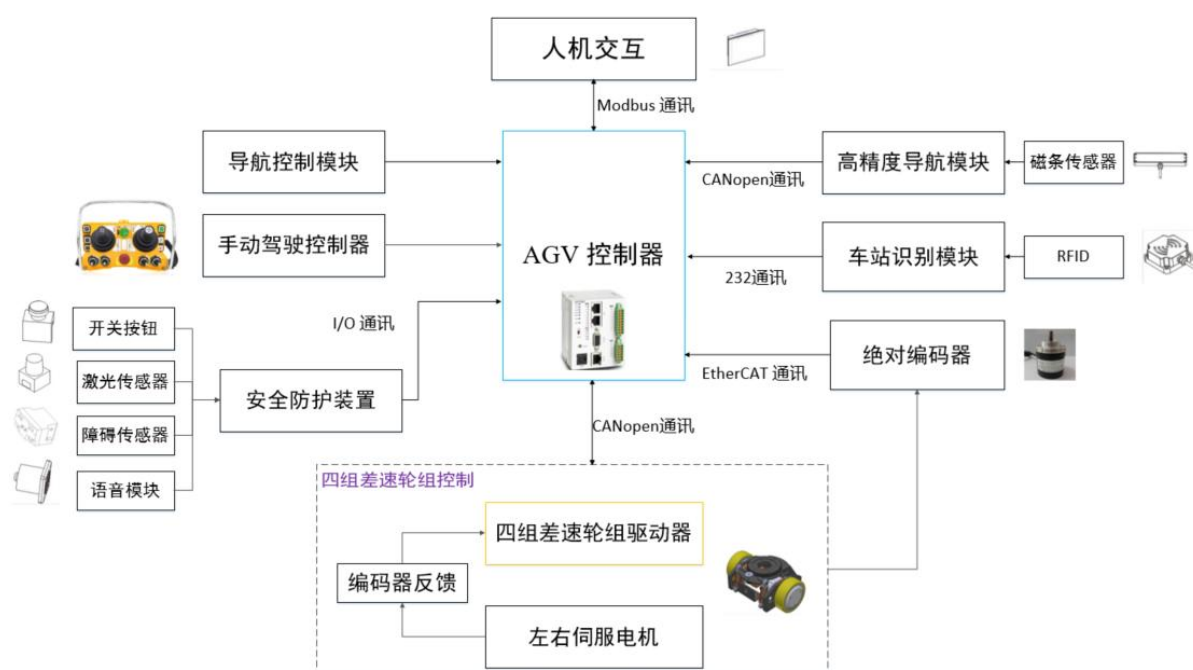 人机交互
Modbus 通讯
导航控制模块
手动驾驶控制器
I/O 通讯
开关按钮
激光传感器
障碍传感器
语音模块
安全防护装置
AGV 控制器
CANopen通讯
高精度导航模块
磁条传感器
232通讯
车站识别模块
RFID
EtherCAT 通讯
绝对编码器
CANopen通讯
四组差速轮组控制
四组差速轮组驱动器
编码器反馈
左右伺服电机